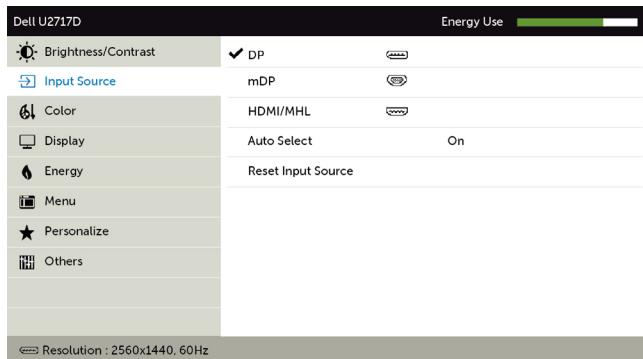 Dell U2717D Energy Use
Brightness/Contrast DP
Input Source mDP
Color HDMI/MHL
Display Auto Select On
Energy Reset Input Source
Menu
Personalize
Others
Resolution : 2560x1440, 60Hz